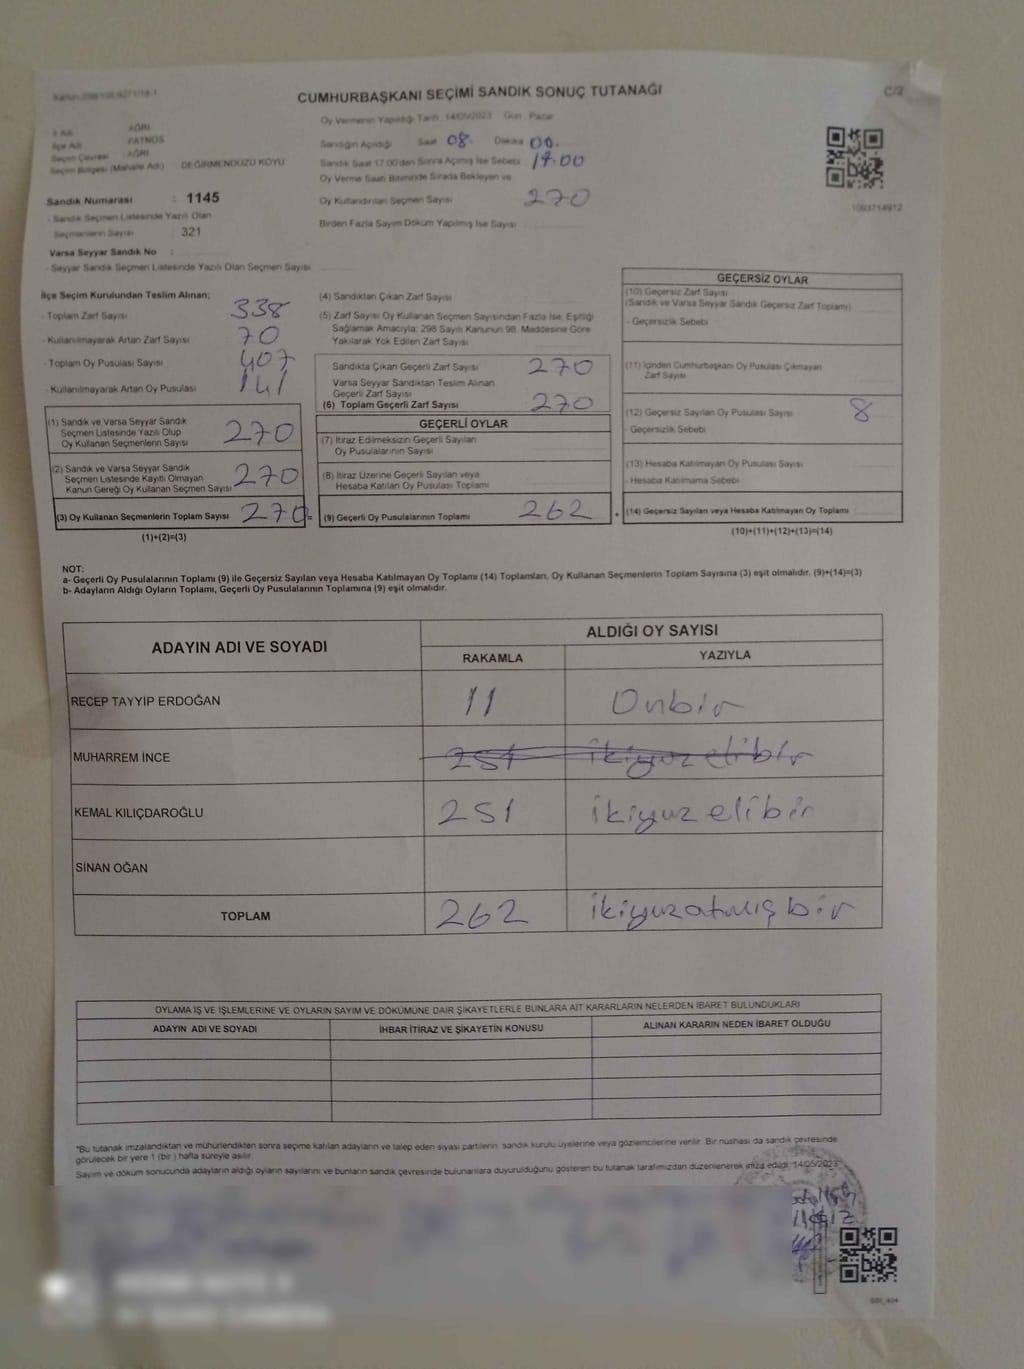 CUMHURBAŞKANI SEÇİMİ SANDIK SONUÇ TUTANAĞI
C/2
Oy Vermenin Yapıldığı Tarih 14/05/2023 Gün Pazar
İli Adı AĞRI
İlçe Adı PATNOS
Seçim Çevresi AĞRI
Seçim Bölgesi (Mahalle Adı) DEĞİRMENDÜZÜ KÖYÜ
Sandığın Açıldığı Saat 08. Dakika 00.
Sandık Saat 17:00'den Sonra Açılmış İse Sebebi 17.00
Oy Verme Saati Bitiminde Sırada Bekleyen ve
Oy Kullandırılan Seçmen Sayısı 270
Birden Fazla Sayım Döküm Yapılmış İse Sayısı
Sandık Numarası : 1145
- Sandık Seçmen Listesinde Yazılı Olan
Seçmenlerin Sayısı : 321
Varsa Seyyar Sandık No :
- Seyyar Sandık Seçmen Listesinde Yazılı Olan Seçmen Sayısı
İlçe Seçim Kurulundan Teslim Alınan;
- Toplam Zarf Sayısı 338
- Kullanılmayarak Artan Zarf Sayısı 70
- Toplam Oy Pusulası Sayısı 407
- Kullanılmayarak Artan Oy Pusulası 141
(1) Sandık ve Varsa Seyyar Sandık
Seçmen Listesinde Yazılı Olup
Oy Kullanan Seçmenlerin Sayısı 270
(2) Sandık ve Varsa Seyyar Sandık
Seçmen Listesinde Kayıtlı Olmayan
Kanun Gereği Oy Kullanan Seçmen Sayısı 270
(3) Oy Kullanan Seçmenlerin Toplam Sayısı 270 =
(1)+(2)=(3)
(4) Sandıktan Çıkan Zarf Sayısı
(5) Zarf Sayısı Oy Kullanan Seçmen Sayısından Fazla İse, Eşitliği
Sağlamak Amacıyla; 298 Sayılı Kanunun 98. Maddesine Göre
Yakılarak Yok Edilen Zarf Sayısı
Sandıkta Çıkan Geçerli Zarf Sayısı 270
Varsa Seyyar Sandıktan Teslim Alınan
Geçerli Zarf Sayısı
(6) Toplam Geçerli Zarf Sayısı 270
GEÇERLİ OYLAR
(7) İtiraz Edilmeksizin Geçerli Sayılan
Oy Pusulalarının Sayısı
(8) İtiraz Üzerine Geçerli Sayılan veya
Hesaba Katılan Oy Pusulası Toplamı
(9) Geçerli Oy Pusulalarının Toplamı 262 +
GEÇERSİZ OYLAR
(10) Geçersiz Zarf Sayısı
(Sandık ve Varsa Seyyar Sandık Geçersiz Zarf Toplamı)
- Geçersizlik Sebebi
(11) İçinden Cumhurbaşkanı Oy Pusulası Çıkmayan
Zarf Sayısı
(12) Geçersiz Sayılan Oy Pusulası Sayısı 8
- Geçersizlik Sebebi
(13) Hesaba Katılmayan Oy Pusulası Sayısı
- Hesaba Katılmama Sebebi
(14) Geçersiz Sayılan veya Hesaba Katılmayan Oy Toplamı
(10)+(11)+(12)+(13)=(14)
NOT:
a- Geçerli Oy Pusulalarının Toplamı (9) ile Geçersiz Sayılan veya Hesaba Katılmayan Oy Toplamı (14) Toplamları, Oy Kullanan Seçmenlerin Toplam Sayısına (3) eşit olmalıdır. (9)+(14)=(3)
b- Adayların Aldığı Oyların Toplamı, Geçerli Oy Pusulalarının Toplamına (9) eşit olmalıdır.
ADAYIN ADI VE SOYADI
ALDIĞI OY SAYISI
RAKAMLA YAZIYLA
RECEP TAYYİP ERDOĞAN 11 Onbir
MUHARREM İNCE 251 ikiyuz elibir
KEMAL KILIÇDAROĞLU 251 ikiyuz elibir
SİNAN OĞAN
TOPLAM 262 ikiyuzatmış bir
OYLAMA İŞ VE İŞLEMLERİNE VE OYLARIN SAYIM VE DÖKÜMÜNE DAİR ŞİKAYETLERLE BUNLARA AİT KARARLARIN NELERDEN İBARET BULUNDUKLARI
ADAYIN ADI VE SOYADI İHBAR İTİRAZ VE ŞİKAYETİN KONUSU ALINAN KARARIN NEDEN İBARET OLDUĞU
*Bu tutanak imzalandıktan ve mühürlendikten sonra seçime katılan adayların ve talep eden siyasi partilerin, sandık kurulu üyelerine veya gözlemcilerine verilir. Bir nüshası da sandık çevresinde
görülecek bir yere 1 (bir) hafta süreyle asılır.
Sayım ve döküm sonucunda adayların aldığı oyların sayılarını ve bunların sandık çevresinde bulunanlara duyurulduğunu gösteren bu tutanak tarafımızdan düzenlenerek imza edildi. 14/05/2023